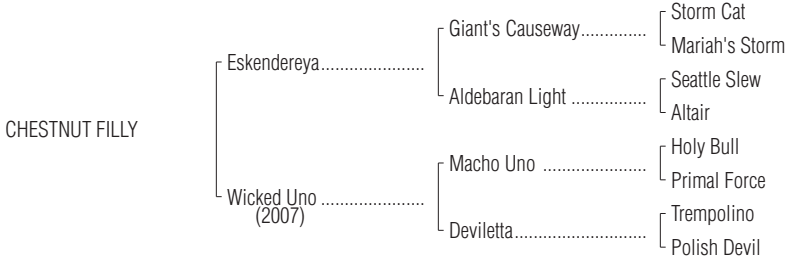 CHESTNUT FILLY
Eskendereya......................
Wicked Uno ......................
(2007)
Giant's Causeway..............
Aldebaran Light ................
Macho Uno ......................
Deviletta............................
Storm Cat
Mariah's Storm
Seattle Slew
Altair
Holy Bull
Primal Force
Trempolino
Polish Devil